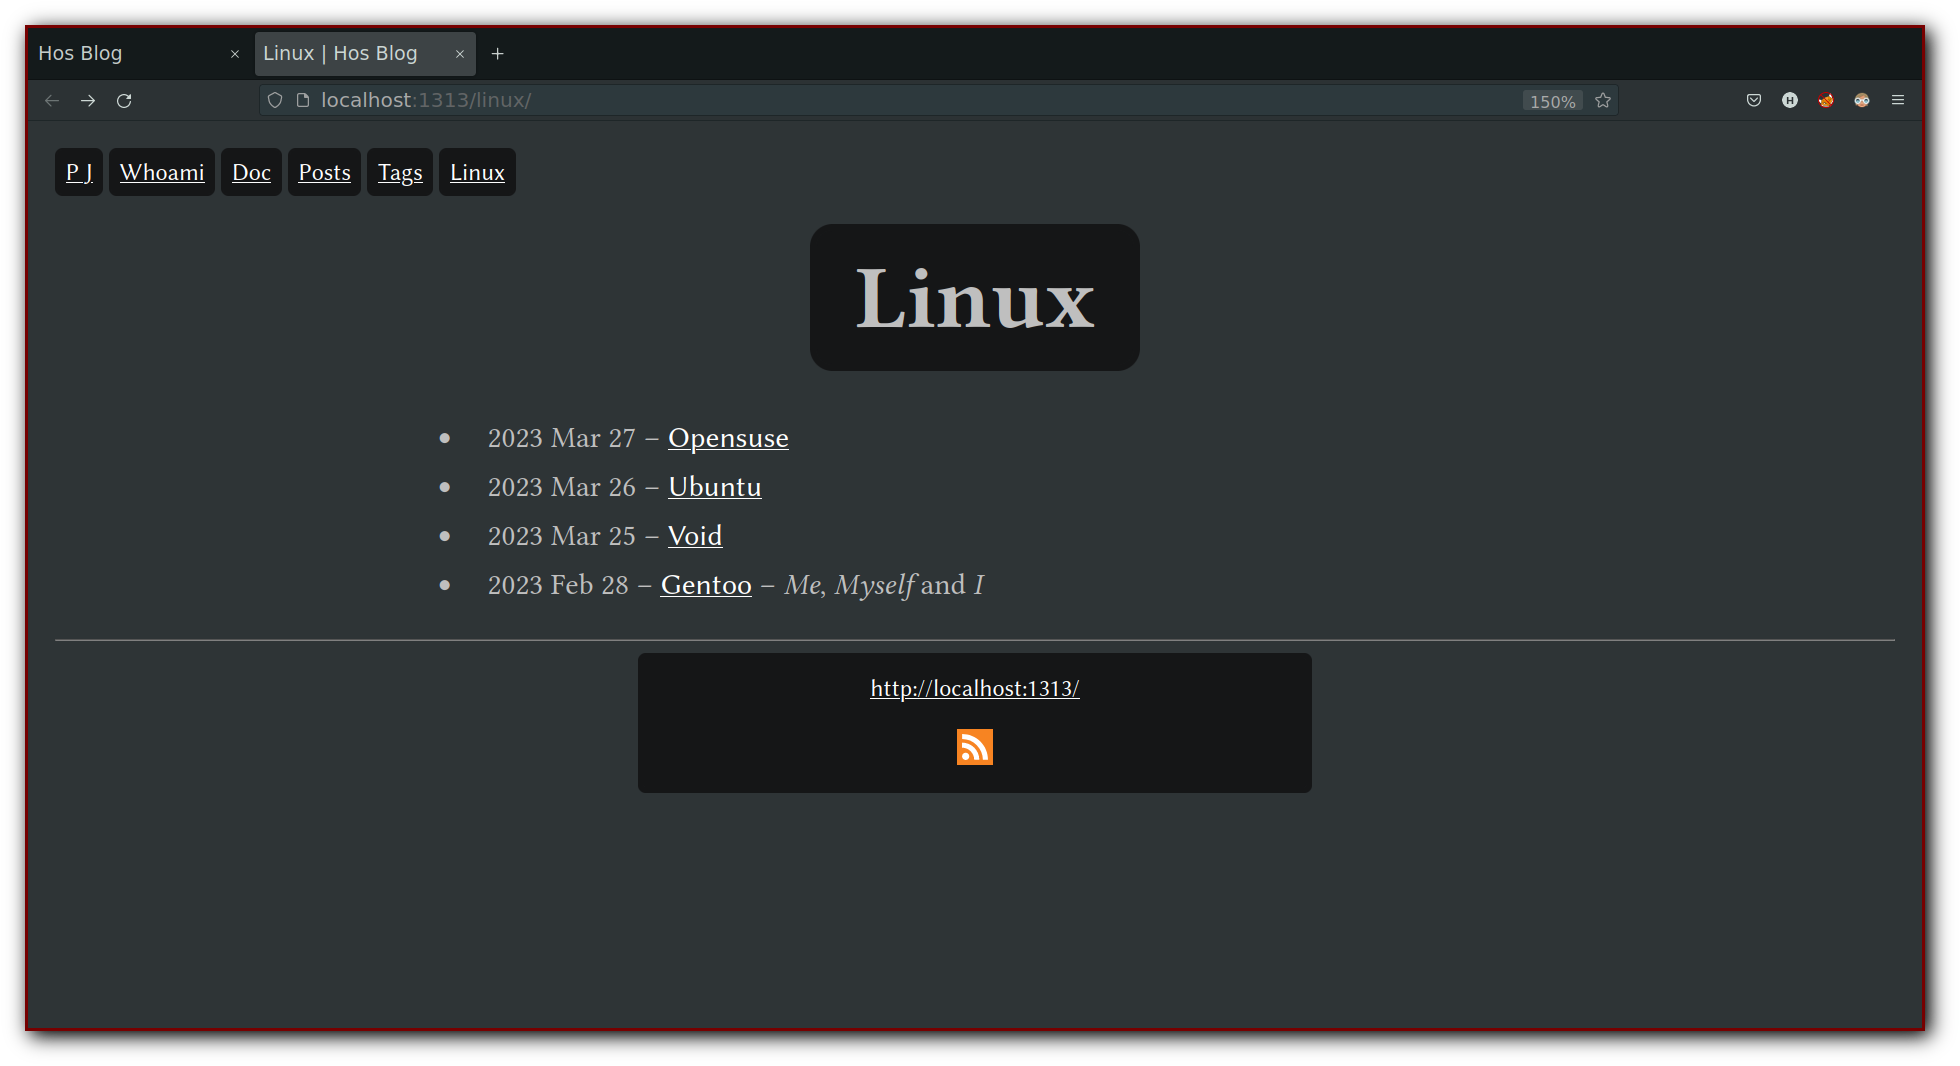 Hos Blog
Linux | Hos Blog
localhost:1313/linux/ 150%
P J Whoami Doc Posts Tags Linux
Linux
2023 Mar 27 – Opensuse
2023 Mar 26 – Ubuntu
2023 Mar 25 – Void
2023 Feb 28 – Gentoo – Me, Myself and I
http://localhost:1313/